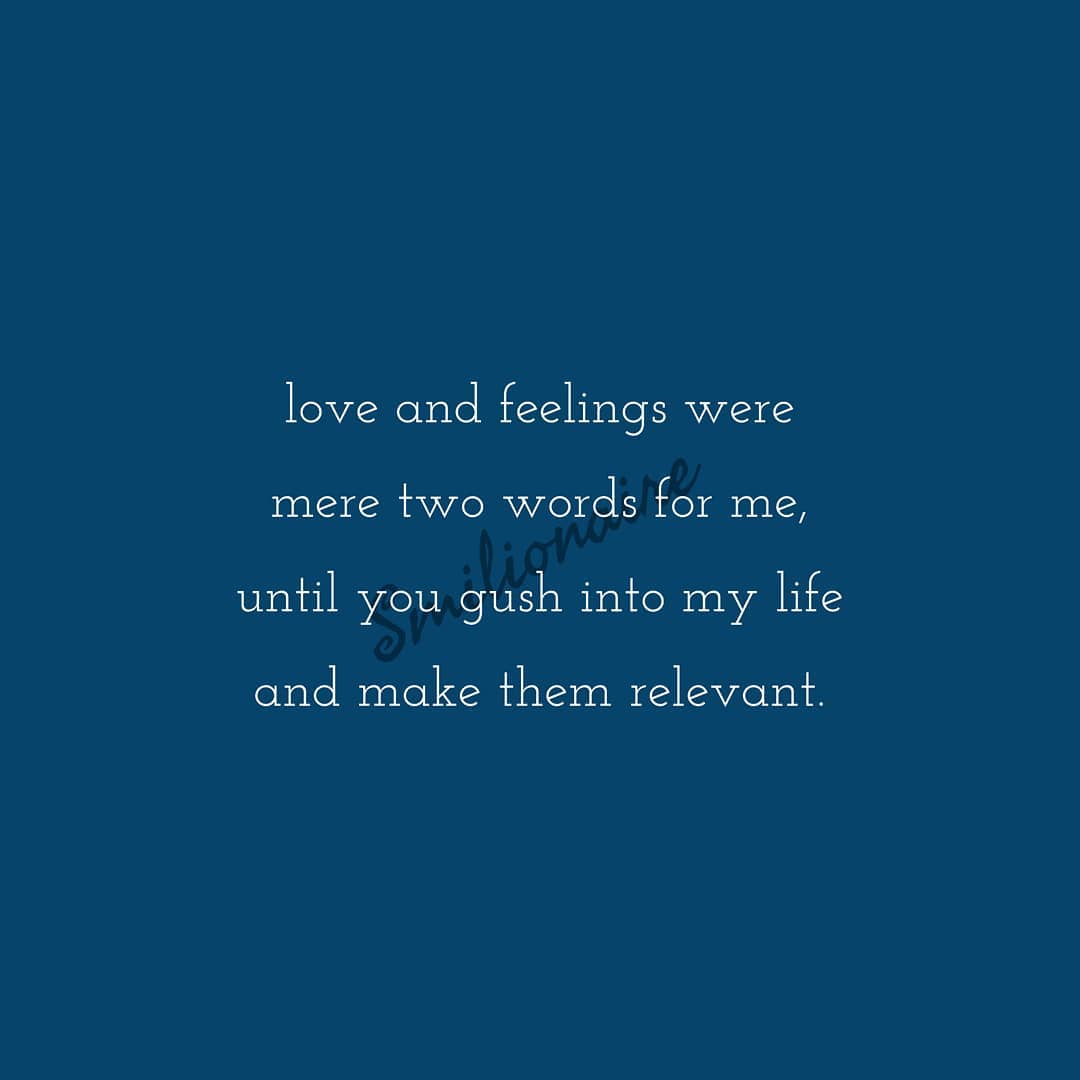 love and feelings were
mere two words for me,
until you gush into my life
and make them relevant.
Smilionaire